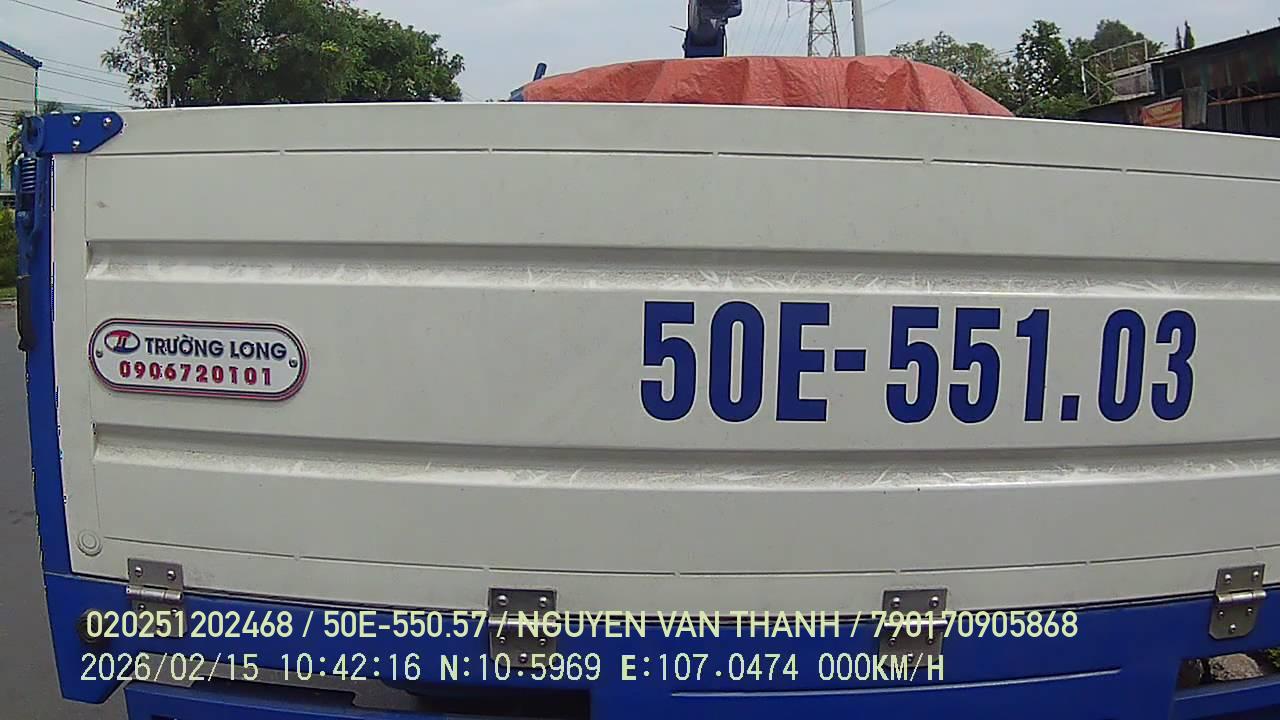 50E-551.03
TRƯỜNG LONG
0906720101
020251202468 / 50E-550.57 / NGUYEN VAN THANH / 790170905868
2026/02/15 10:42:16 N:10.5969 E:107.0474 000KM/H